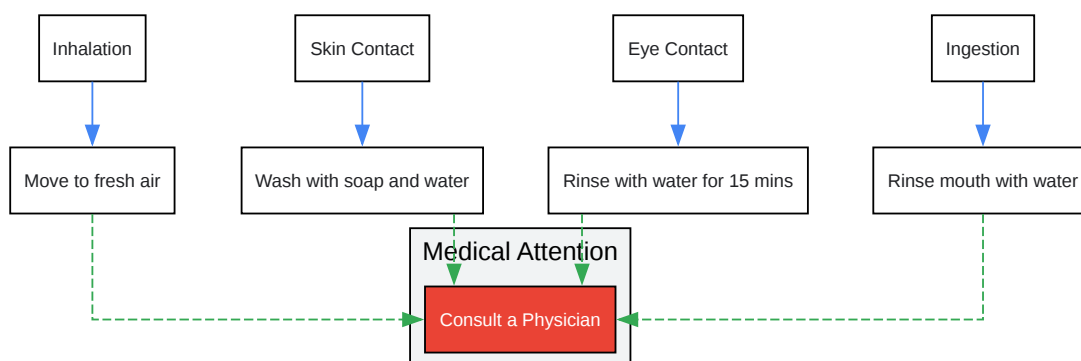 Inhalation
Skin Contact
Eye Contact
Ingestion
Move to fresh air
Wash with soap and water
Rinse with water for 15 mins
Rinse mouth with water
Medical Attention
Consult a Physician